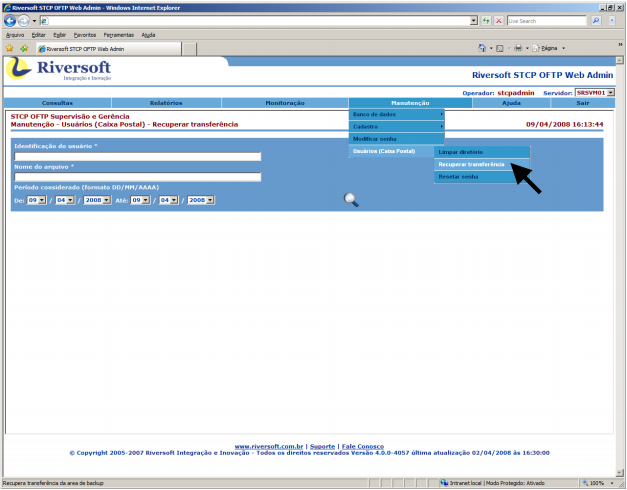 Riversoft STCP OFTP Web Admin - Windows Internet Explorer
Live Search
Arquivo Editar Exibir Favoritos Ferramentas Ajuda
Riversoft STCP OFTP Web Admin
Página
Riversoft
Integração e Inovação
Riversoft STCP OFTP Web Admin
Operador: stcpadmin Servidor: SRSVM01
Consultas Relatórios Monitoração Manutenção Ajuda Sair
STCP OFTP Supervisão e Gerência
Manutenção - Usuários (Caixa Postal) - Recuperar transferência
09/04/2008 16:13:44
Banco de dados
Cadastro
Modificar senha
Usuários (Caixa Postal)
Limpar diretório
Recuperar transferência
Resetar senha
Identificação do usuário *
Nome do arquivo *
Período considerado (formato DD/MM/AAAA)
De: 09 / 04 / 2008 Até: 09 / 04 / 2008
www.riversoft.com.br | Suporte | Fale Conosco
© Copyright 2005-2007 Riversoft Integração e Inovação - Todos os direitos reservados Versão 4.0.0-4057 última atualização 02/04/2008 às 16:30:00
Recupera transferência da area de backup
Intranet local | Modo Protegido: Ativado
100%